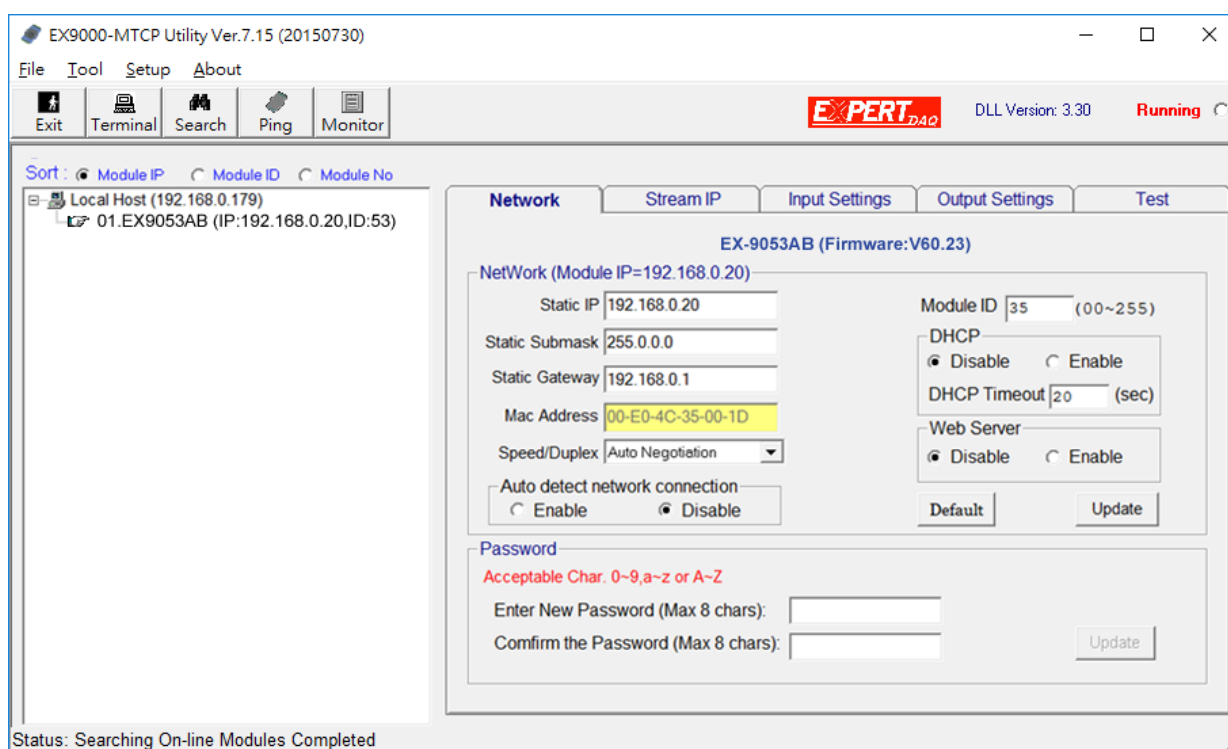 EX9000-MTCP Utility Ver.7.15 (20150730)
File Tool Setup About
Exit Terminal Search Ping Monitor
EXPERT DAQ DLL Version: 3.30 Running
Sort : Module IP Module ID Module No
Local Host (192.168.0.179)
01.EX9053AB (IP:192.168.0.20,ID:53)
Network Stream IP Input Settings Output Settings Test
EX-9053AB (Firmware:V60.23)
NetWork (Module IP=192.168.0.20)
Static IP 192.168.0.20
Static Submask 255.0.0.0
Static Gateway 192.168.0.1
Mac Address 00-E0-4C-35-00-1D
Speed/Duplex Auto Negotiation
Auto detect network connection
Enable Disable
Module ID 35 (00~255)
DHCP
Disable Enable
DHCP Timeout 20 (sec)
Web Server
Disable Enable
Default Update
Password
Acceptable Char. 0~9,a~z or A~Z
Enter New Password (Max 8 chars):
Comfirm the Password (Max 8 chars):
Update
Status: Searching On-line Modules Completed